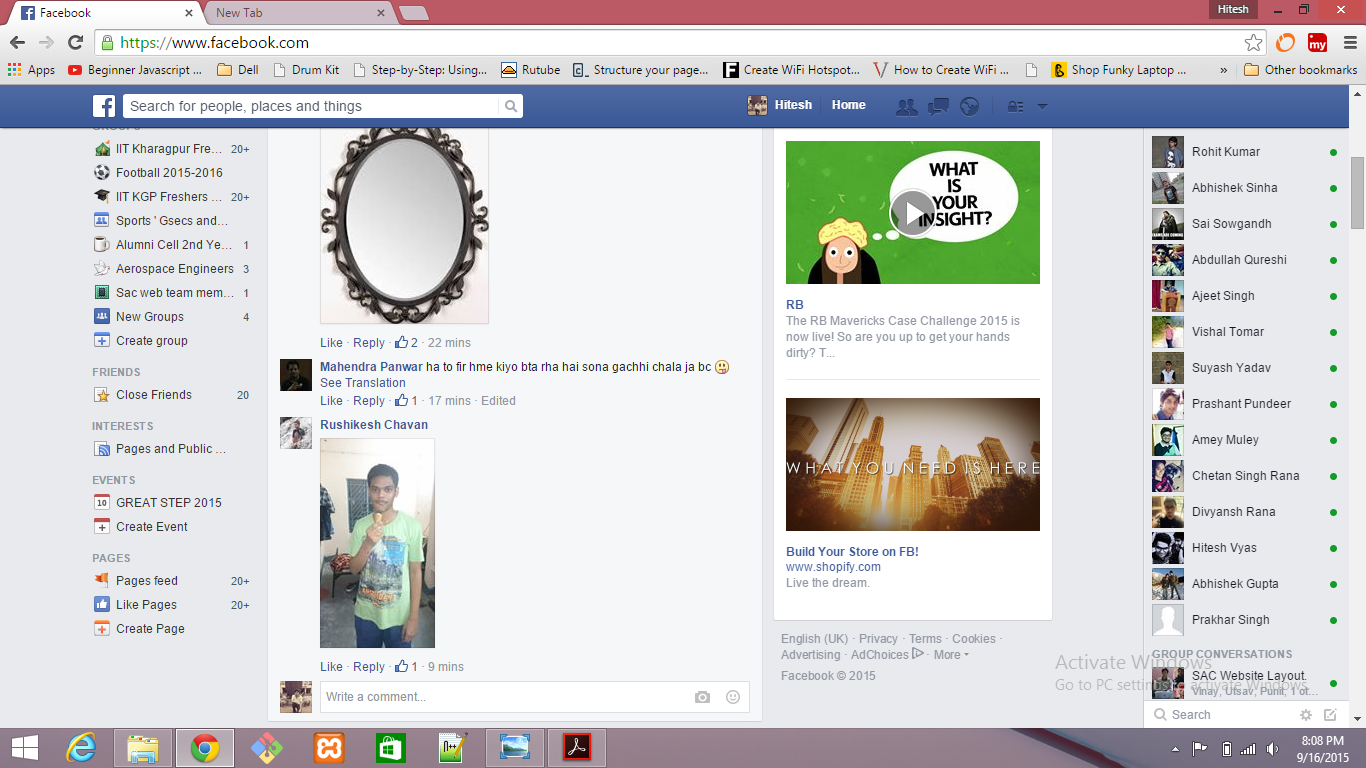 Facebook
New Tab
Hitesh
https://www.facebook.com
my
Apps
Beginner Javascript ...
Dell
Drum Kit
Step-by-Step: Using...
Rutube
Structure your page...
Create WiFi Hotspot...
How to Create WiFi ...
Shop Funky Laptop ...
»
Other bookmarks
Search for people, places and things
Hitesh
Home
GROUPS
IIT Kharagpur Fre... 20+
Football 2015-2016
IIT KGP Freshers ... 20+
Sports ' Gsecs and...
Alumni Cell 2nd Ye... 1
Aerospace Engineers 3
Sac web team mem... 1
New Groups 4
Create group
FRIENDS
Close Friends 20
INTERESTS
Pages and Public ...
EVENTS
10 GREAT STEP 2015
Create Event
PAGES
Pages feed 20+
Like Pages 20+
Create Page
Like · Reply · 2 · 22 mins
Mahendra Panwar ha to fir hme kiyo bta rha hai sona gachhi chala ja bc
See Translation
Like · Reply · 1 · 17 mins · Edited
Rushikesh Chavan
Like · Reply · 1 · 9 mins
Write a comment...
WHAT
IS
YOUR
INSIGHT?
RB
The RB Mavericks Case Challenge 2015 is
now live! So are you up to get your hands
dirty? T...
WHAT YOU NEED IS HERE
Build Your Store on FB!
www.shopify.com
Live the dream.
English (UK) · Privacy · Terms · Cookies ·
Advertising · AdChoices · More
Facebook © 2015
Rohit Kumar
Abhishek Sinha
Sai Sowgandh
Abdullah Qureshi
Ajeet Singh
Vishal Tomar
Suyash Yadav
Prashant Pundeer
Amey Muley
Chetan Singh Rana
Divyansh Rana
Hitesh Vyas
Abhishek Gupta
Prakhar Singh
GROUP CONVERSATIONS
SAC Website Layout.
Vinay, Utsav, Punit, 1 ot...
Activate Windows
Go to PC settings to activate Windows.
Search
8:08 PM
9/16/2015